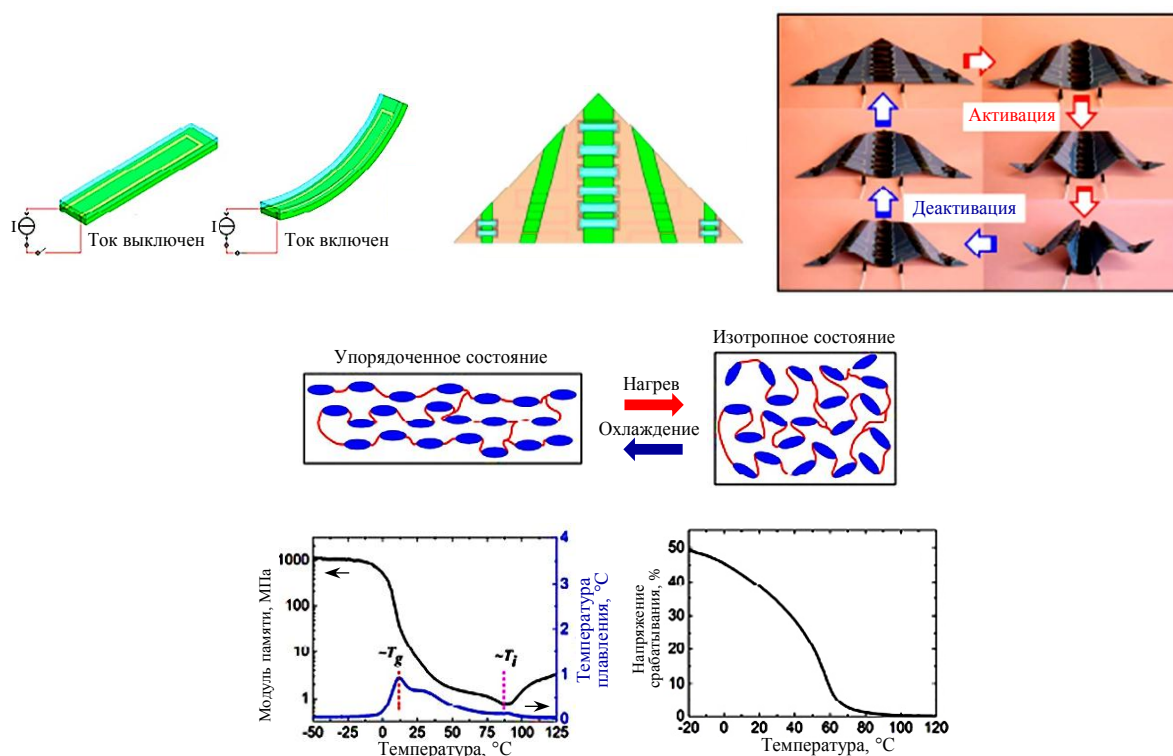 I
Ток выключен
I
Ток включен
Активация
Деактивация
Упорядоченное состояние
Изотропное состояние
Нагрев
Охлаждение
Модуль памяти, МПа
1000
100
10
1
~Tg
~Ti
4
3
2
1
0
Температура
плавления, °С
-50 -25 0 25 50 75 100 125
Температура, °С
Напряжение
срабатывания, %
50
40
30
20
10
0
-20 0 20 40 60 80 100 120
Температура, °С